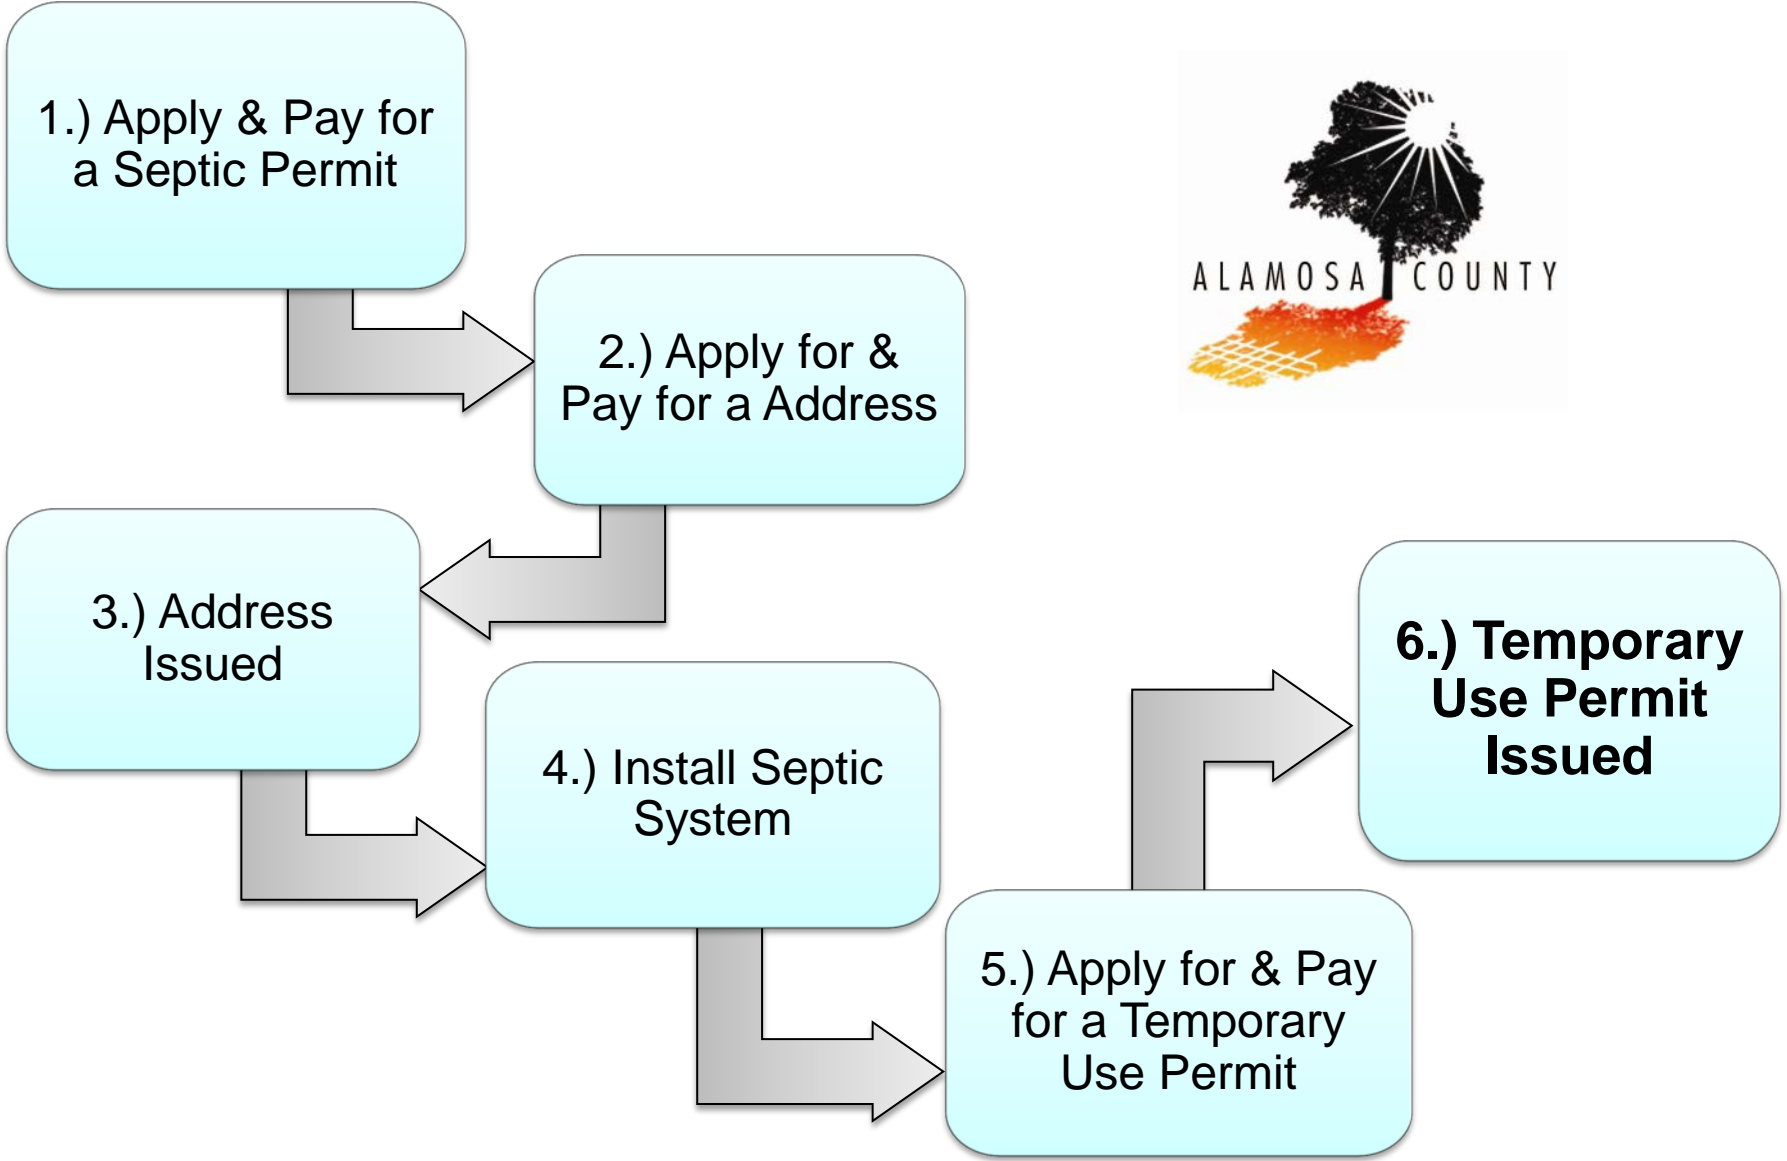 1.) Apply & Pay for
a Septic Permit
ALAMOSA COUNTY
2.) Apply for &
Pay for a Address
3.) Address
Issued
4.) Install Septic
System
5.) Apply for & Pay
for a Temporary
Use Permit
6.) Temporary
Use Permit
Issued